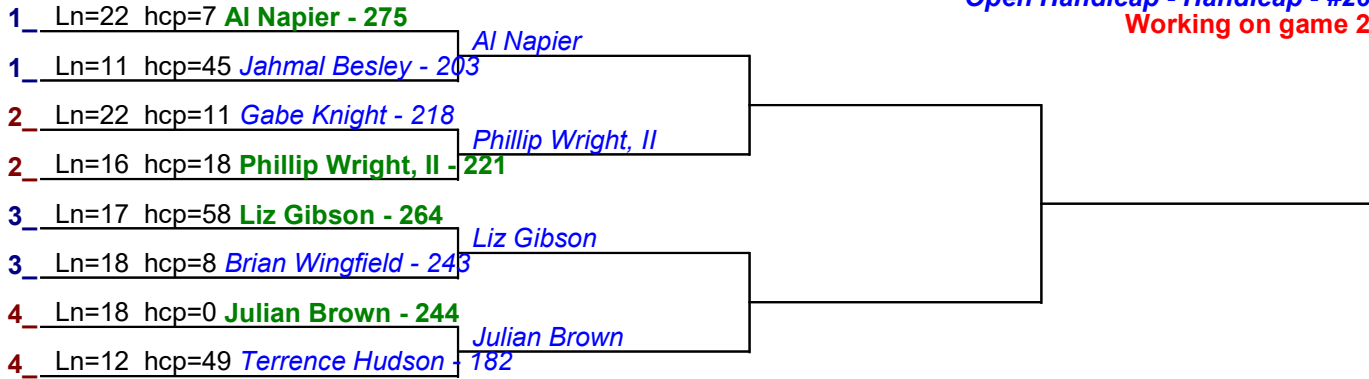 Open Handicap - Handicap - #20
Working on game 2
1_ Ln=22 hcp=7 Al Napier - 275
Al Napier
1_ Ln=11 hcp=45 Jahmal Besley - 203
2_ Ln=22 hcp=11 Gabe Knight - 218
Phillip Wright, II
2_ Ln=16 hcp=18 Phillip Wright, II - 221
3_ Ln=17 hcp=58 Liz Gibson - 264
Liz Gibson
3_ Ln=18 hcp=8 Brian Wingfield - 243
4_ Ln=18 hcp=0 Julian Brown - 244
Julian Brown
4_ Ln=12 hcp=49 Terrence Hudson - 182